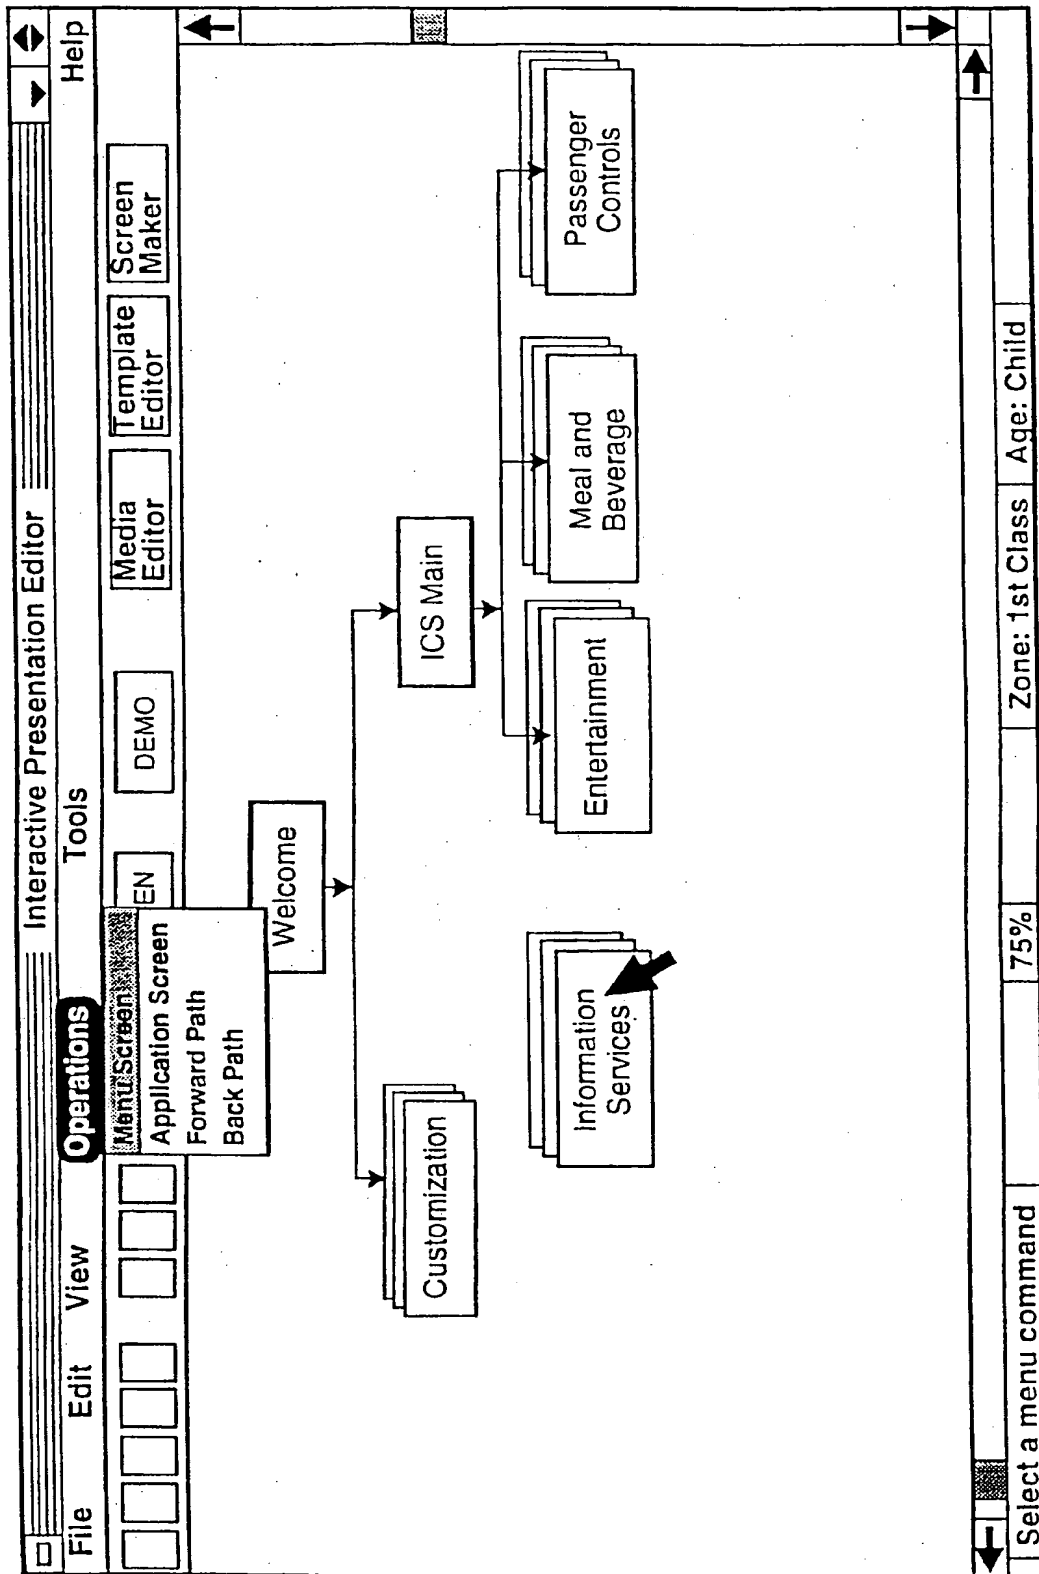 Interactive Presentation Editor
File Edit View Operations Tools Help
Menu Screen
Application Screen
Forward Path
Back Path
EN
DEMO
Media
Editor
Template
Editor
Screen
Maker
Welcome
Customization
ICS Main
Information
Services
Entertainment
Meal and
Beverage
Passenger
Controls
Select a menu command 75% Zone: 1st Class Age: Child